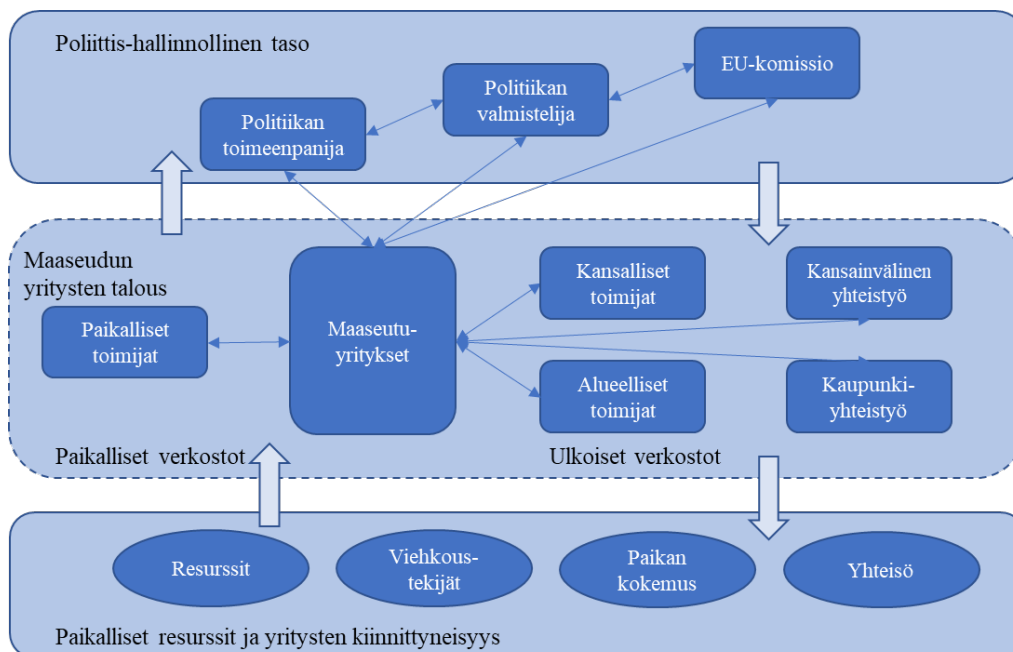 Poliittis-hallinnollinen taso
EU-komissio
Politiikan
valmistelija
Politiikan
toimeenpanija
Maaseudun
yritysten talous
Paikalliset
toimijat
Maaseutu-
yritykset
Kansalliset
toimijat
Kansainvälinen
yhteistyö
Alueelliset
toimijat
Kaupunki-
yhteistyö
Paikalliset verkostot
Ulkoiset verkostot
Resurssit
Viehkous-
tekijät
Paikan
kokemus
Yhteisö
Paikalliset resurssit ja yritysten kiinnittyneisyys